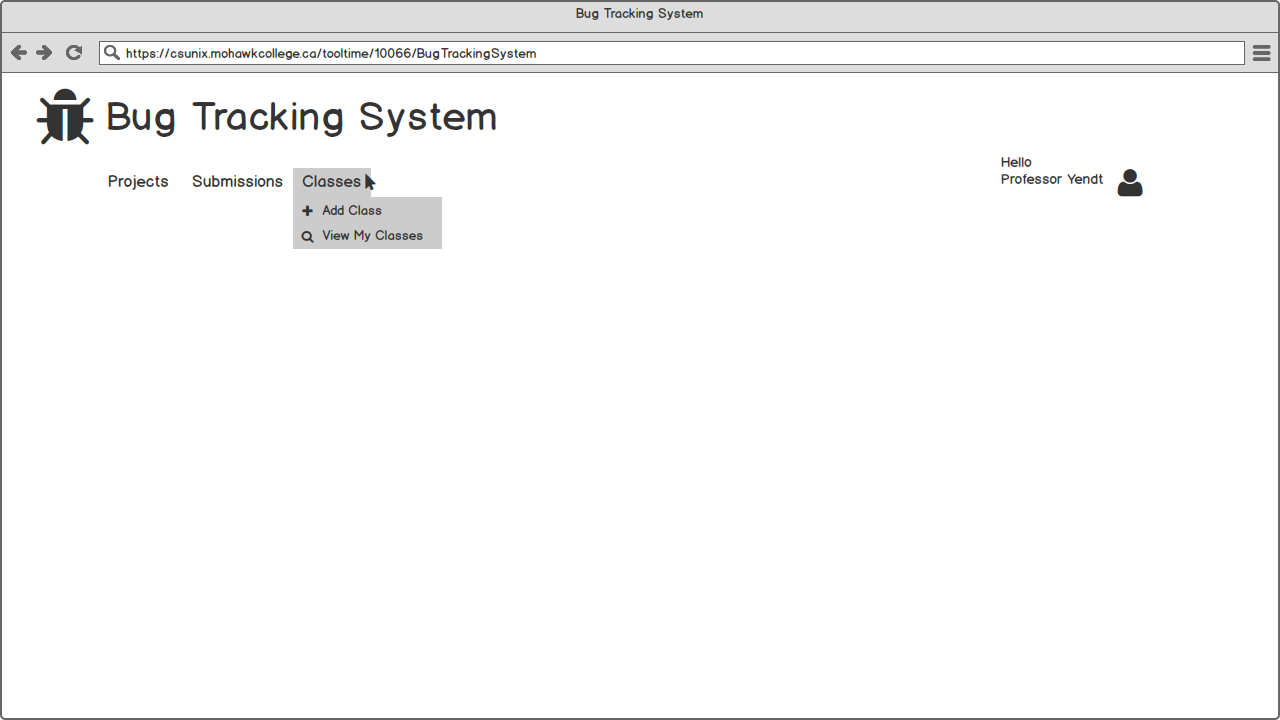 Bug Tracking System
https://csunix.mohawkcollege.ca/tooltime/10066/BugTrackingSystem
Bug Tracking System
Hello
Professor Yendt
Projects Submissions Classes
Add Class
View My Classes